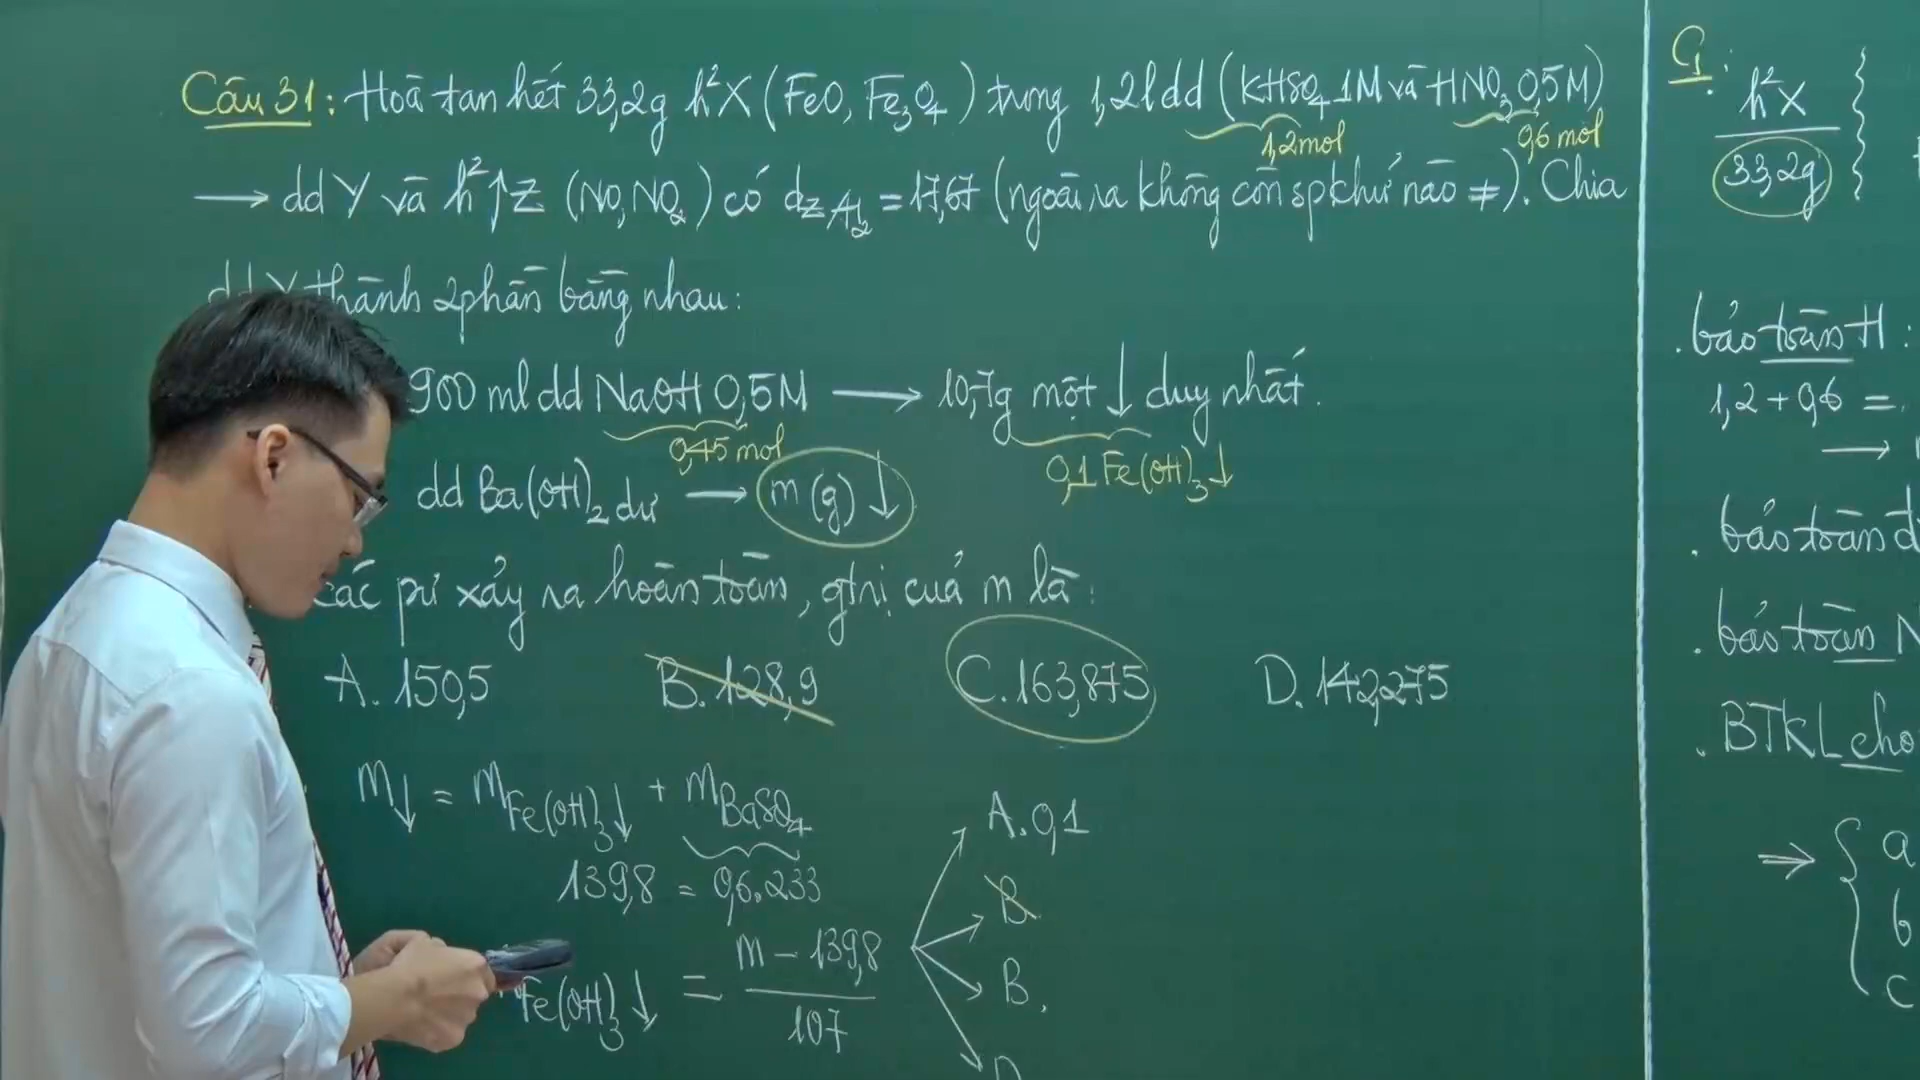 Câu 31: Hoà tan hết 33,2g h² X (FeO, Fe₃O₄) trong 1,2l dd (KHSO₄ 1M và HNO₃ 0,5M)
1,2mol 0,6 mol
→ dd Y và h² ↑ Z (NO, NO₂) có dZ/H₂ = 17,67 (ngoài ra không còn sp khử nào ≠). Chia
dd Y thành 2 phần bằng nhau:
900 ml dd NaOH 0,5M → 10,7g một ↓ duy nhất.
0,45 mol 0,1 Fe(OH)₃↓
dd Ba(OH)₂ dư → m (g) ↓
các pư xảy ra hoàn toàn, gtrị của m là:
A. 150,5 B. 128,9 C. 163,875 D. 142,275
m↓ = mFe(OH)₃↓ + mBaSO₄
139,8 = 0,6.233
Fe(OH)₃↓ = (m – 139,8)/107
A. 0,1
B
B.
D
G:
h² X
33,2g
. bảo toàn H :
1,2 + 0,6 =
→
. bảo toàn
. bảo toàn N
. BTKL cho
⇒ { a
b
c